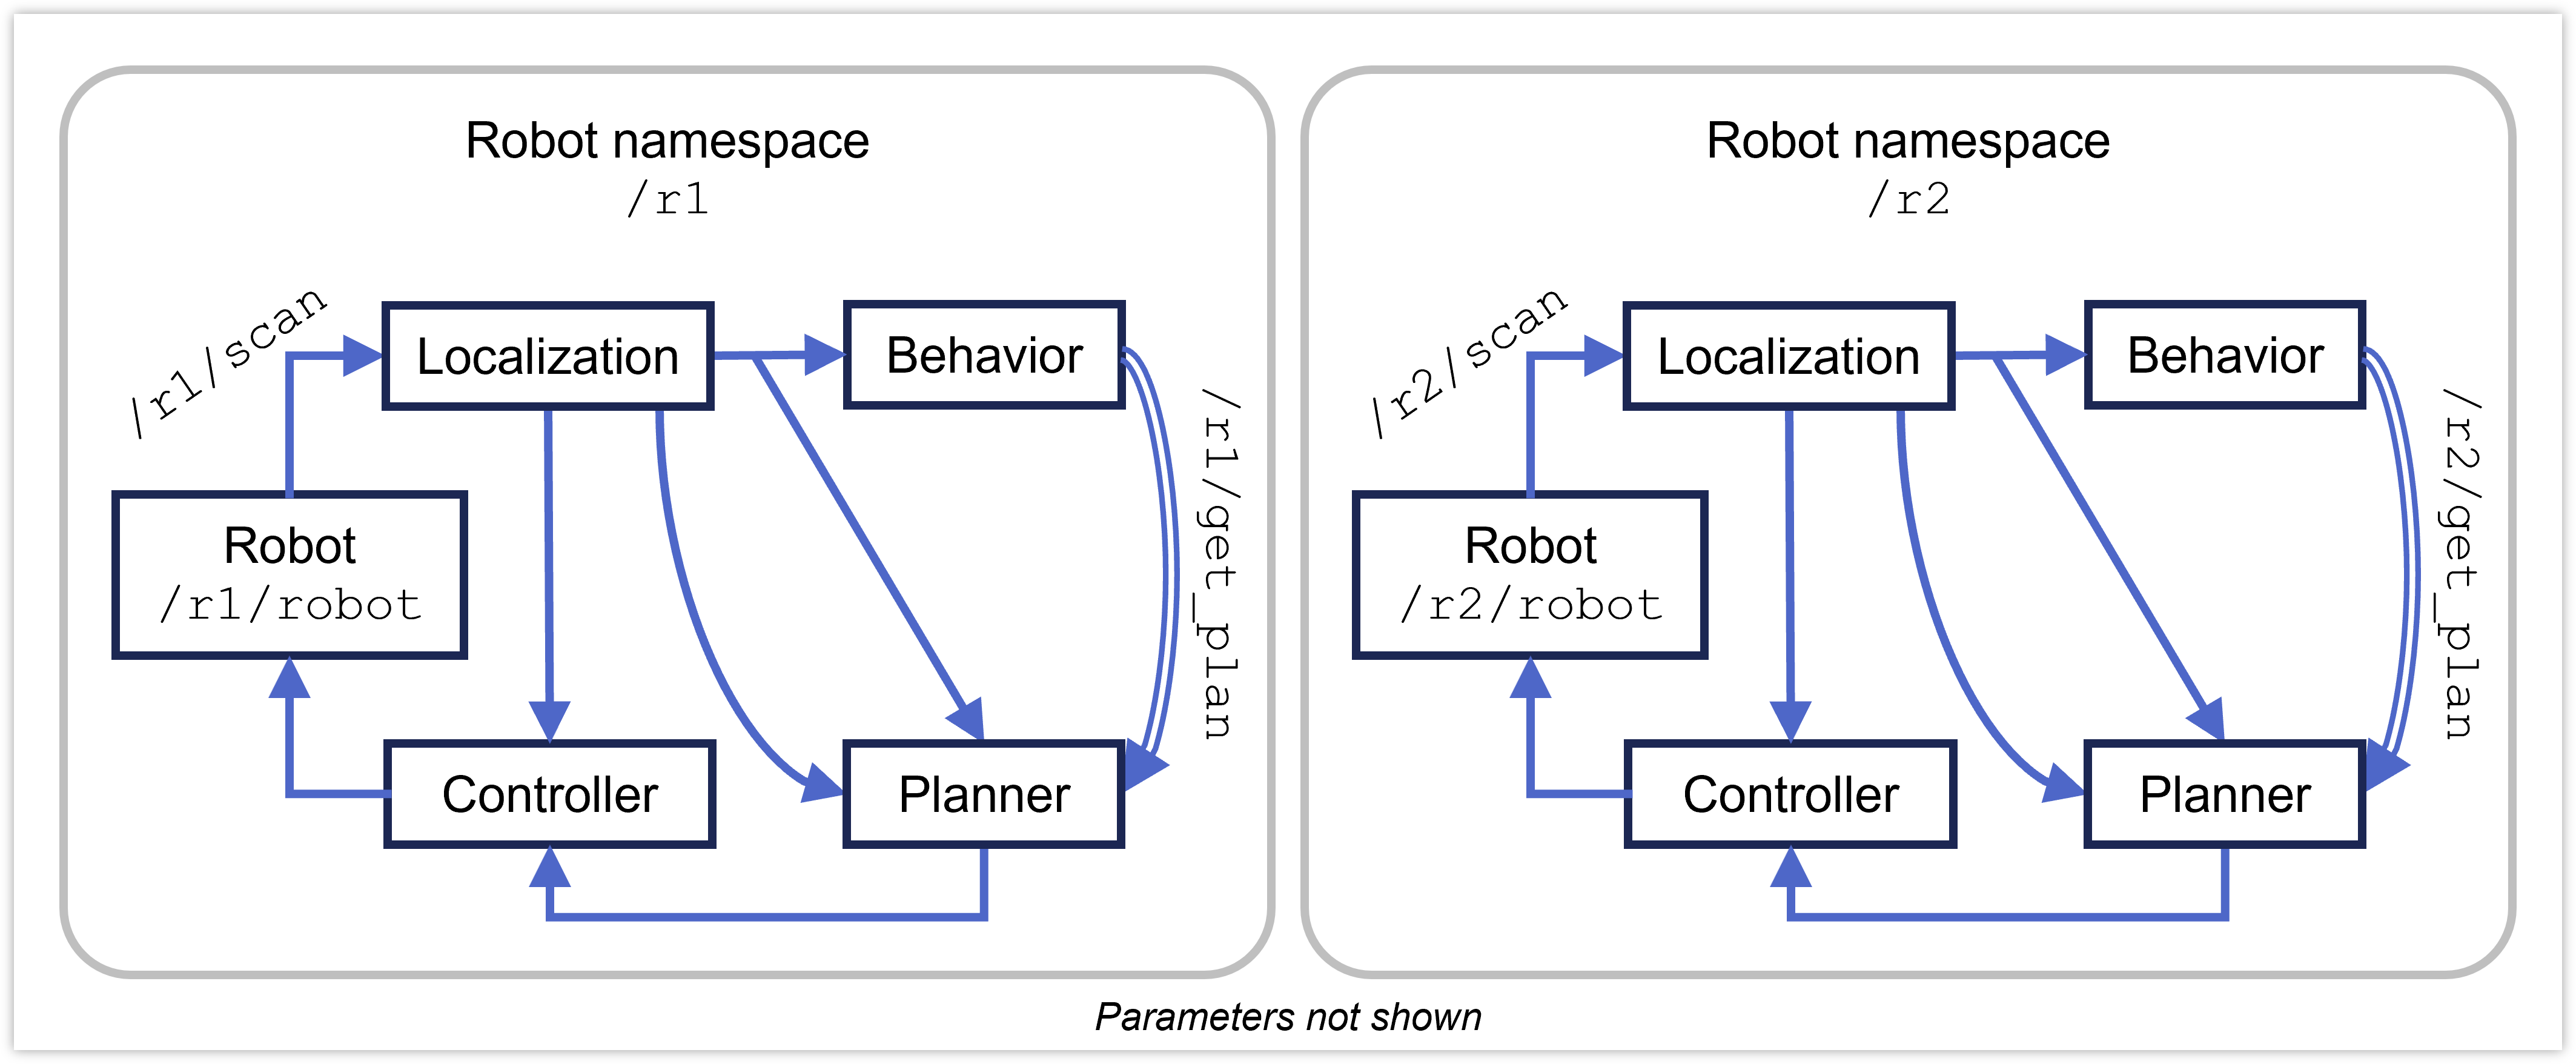 Robot namespace
/r1
/r1/scan
Localization
Behavior
/r1/get_plan
Robot
/r1/robot
Controller
Planner
Robot namespace
/r2
/r2/scan
Localization
Behavior
/r2/get_plan
Robot
/r2/robot
Controller
Planner
Parameters not shown